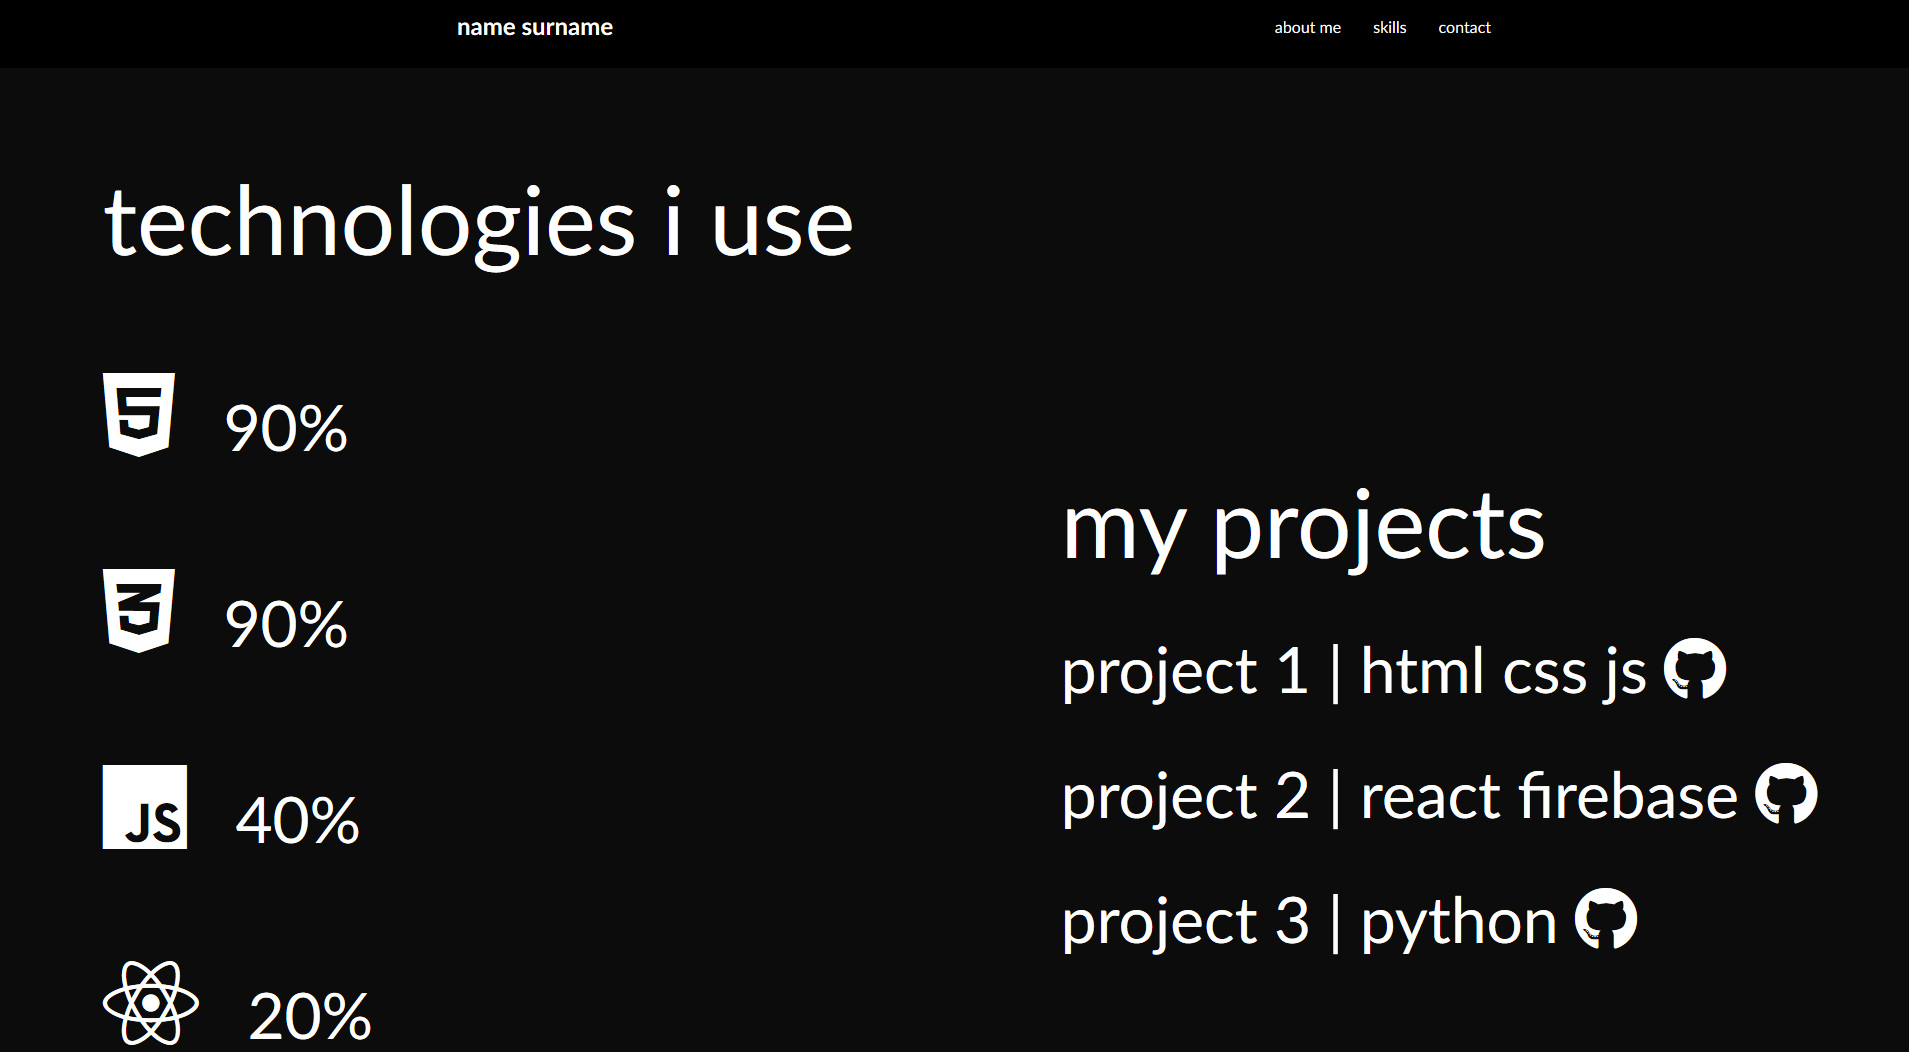 name surname
about me skills contact
technologies i use
5 90%
3 90%
JS 40%
20%
my projects
project 1 | html css js
project 2 | react firebase
project 3 | python